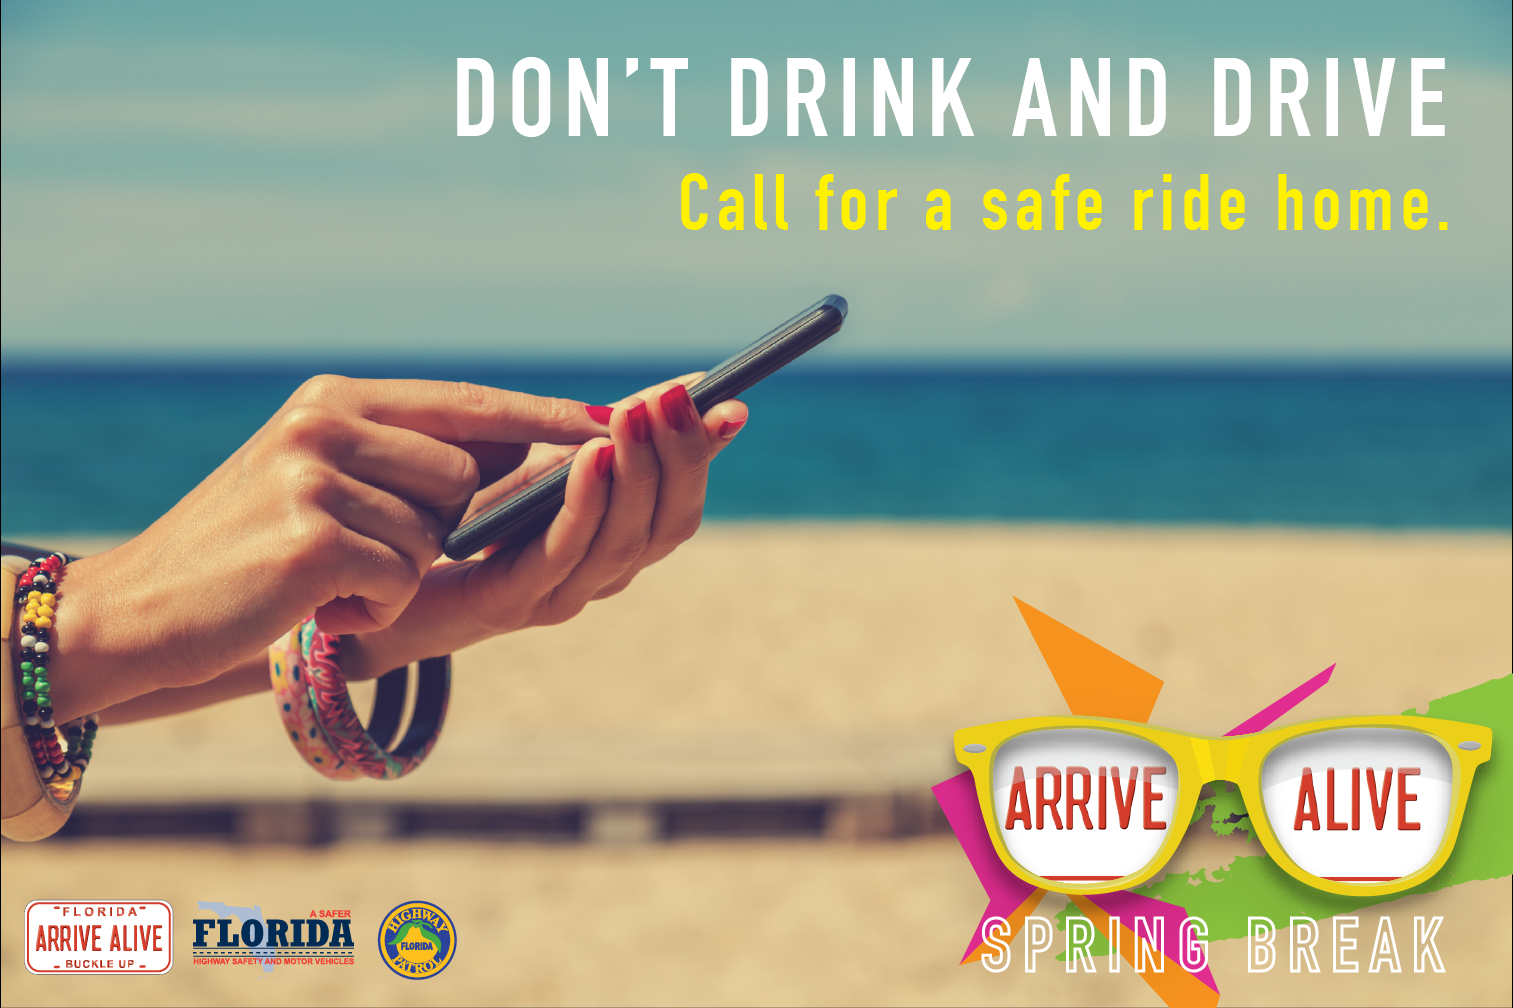 DON'T DRINK AND DRIVE
Call for a safe ride home.
ARRIVE ALIVE
SPRING BREAK
FLORIDA
ARRIVE ALIVE
BUCKLE UP
A SAFER
FLORIDA
HIGHWAY SAFETY AND MOTOR VEHICLES
HIGHWAY
FLORIDA
PATROL